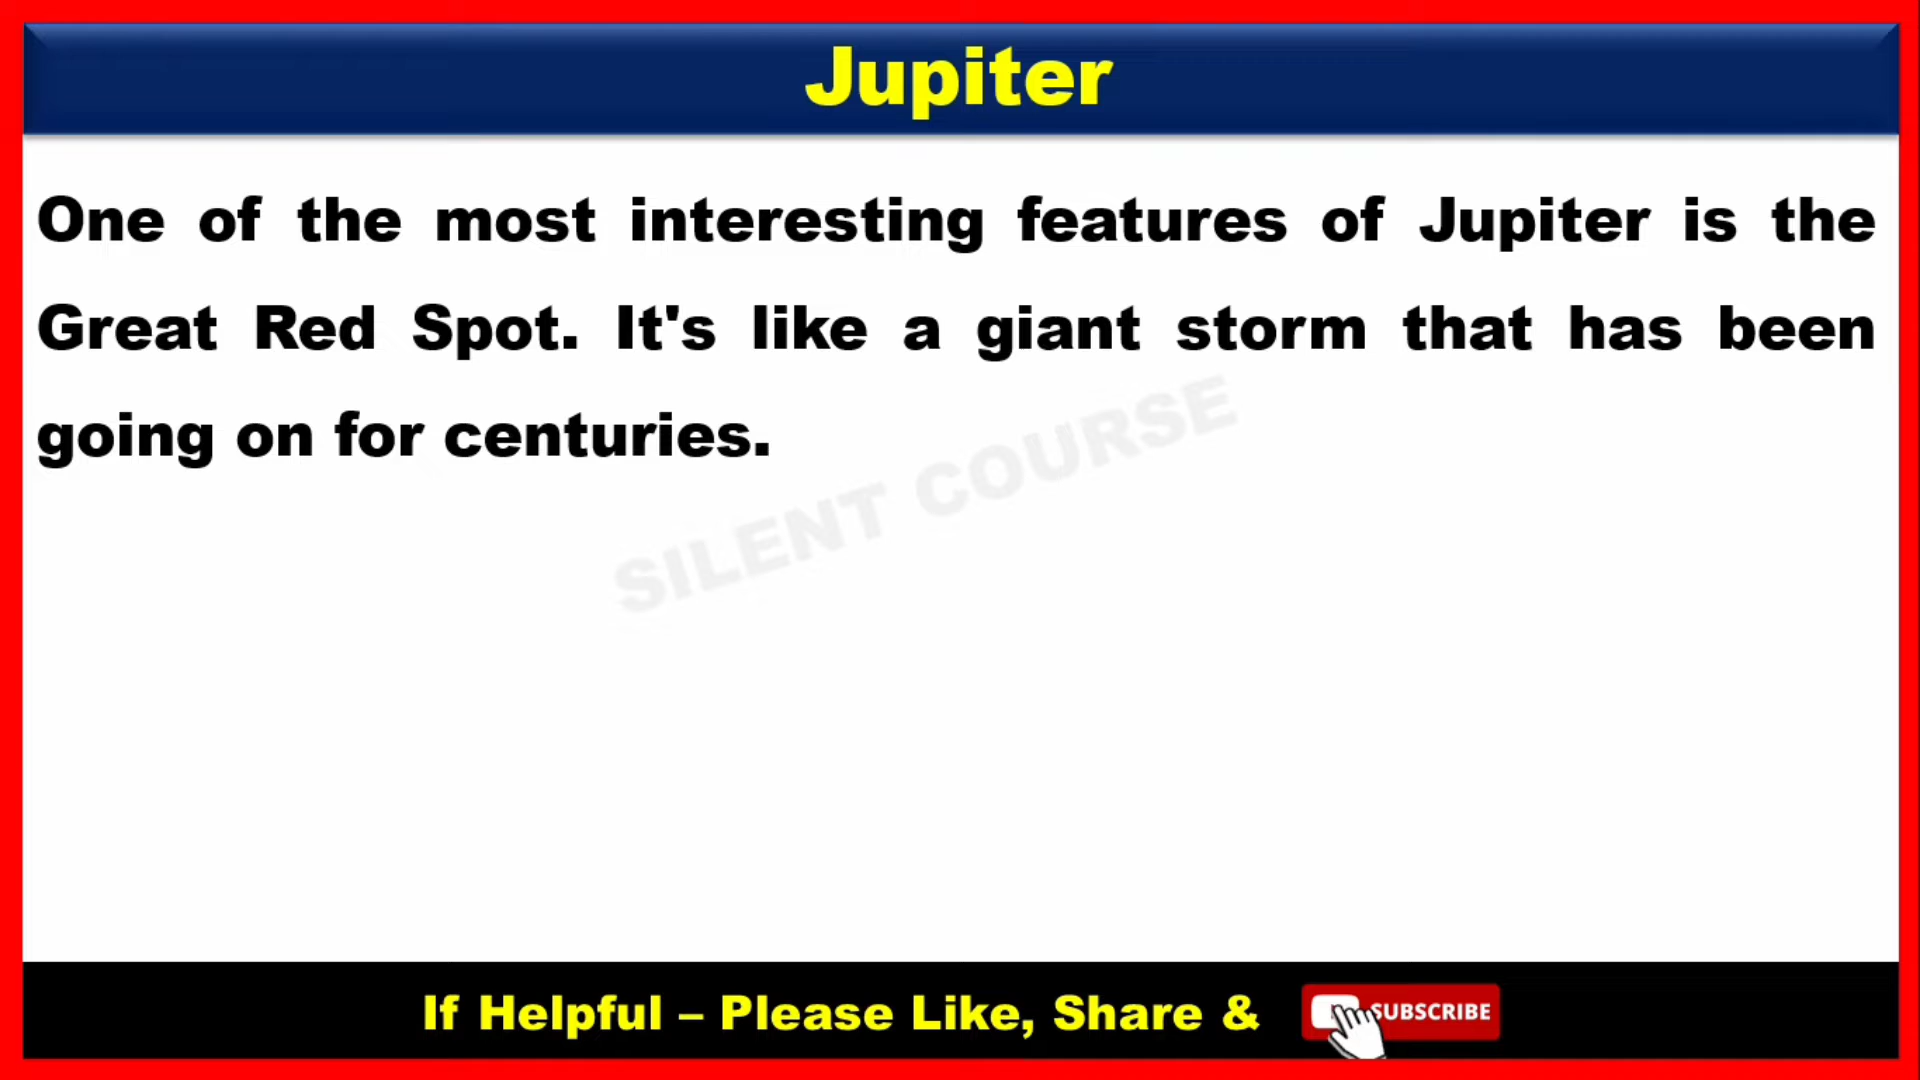 Jupiter
One of the most interesting features of Jupiter is the
Great Red Spot. It's like a giant storm that has been
going on for centuries.
SILENT COURSE
If Helpful – Please Like, Share &
SUBSCRIBE